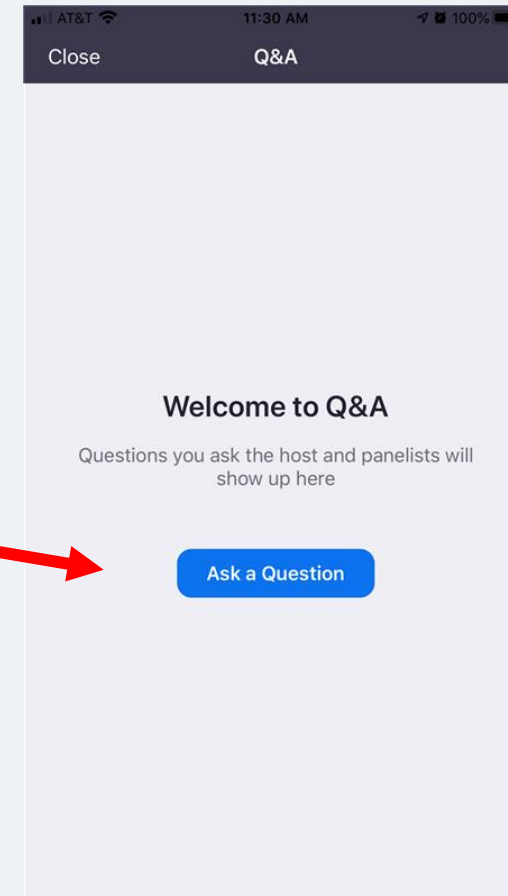 AT&T 11:30 AM 100%
Close Q&A
Welcome to Q&A
Questions you ask the host and panelists will
show up here
Ask a Question